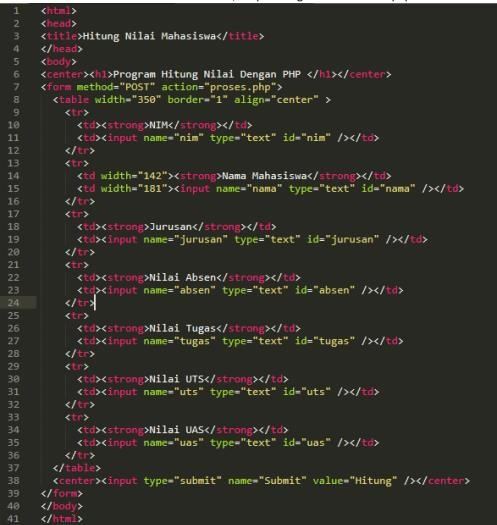 1 <html>
2 <head>
3 <title>Hitung Nilai Mahasiswa</title>
4 </head>
5 <body>
6 <center><h1>Program Hitung Nilai Dengan PHP </h1></center>
7 <form method="POST" action="proses.php">
8 <table width="350" border="1" align="center" >
9 <tr>
10 <td><strong>NIM</strong></td>
11 <td><input name="nim" type="text" id="nim" /></td>
12 </tr>
13 <tr>
14 <td width="142"><strong>Nama Mahasiswa</strong></td>
15 <td width="181"><input name="nama" type="text" id="nama" /></td>
16 </tr>
17 <tr>
18 <td><strong>Jurusan</strong></td>
19 <td><input name="jurusan" type="text" id="jurusan" /></td>
20 </tr>
21 <tr>
22 <td><strong>Nilai Absen</strong></td>
23 <td><input name="absen" type="text" id="absen" /></td>
24 </tr>
25 <tr>
26 <td><strong>Nilai Tugas</strong></td>
27 <td><input name="tugas" type="text" id="tugas" /></td>
28 </tr>
29 <tr>
30 <td><strong>Nilai UTS</strong></td>
31 <td><input name="uts" type="text" id="uts" /></td>
32 </tr>
33 <tr>
34 <td><strong>Nilai UAS</strong></td>
35 <td><input name="uas" type="text" id="uas" /></td>
36 </tr>
37 </table>
38 <center><input type="submit" name="Submit" value="Hitung" /></center>
39 </form>
40 </body>
41 </html>